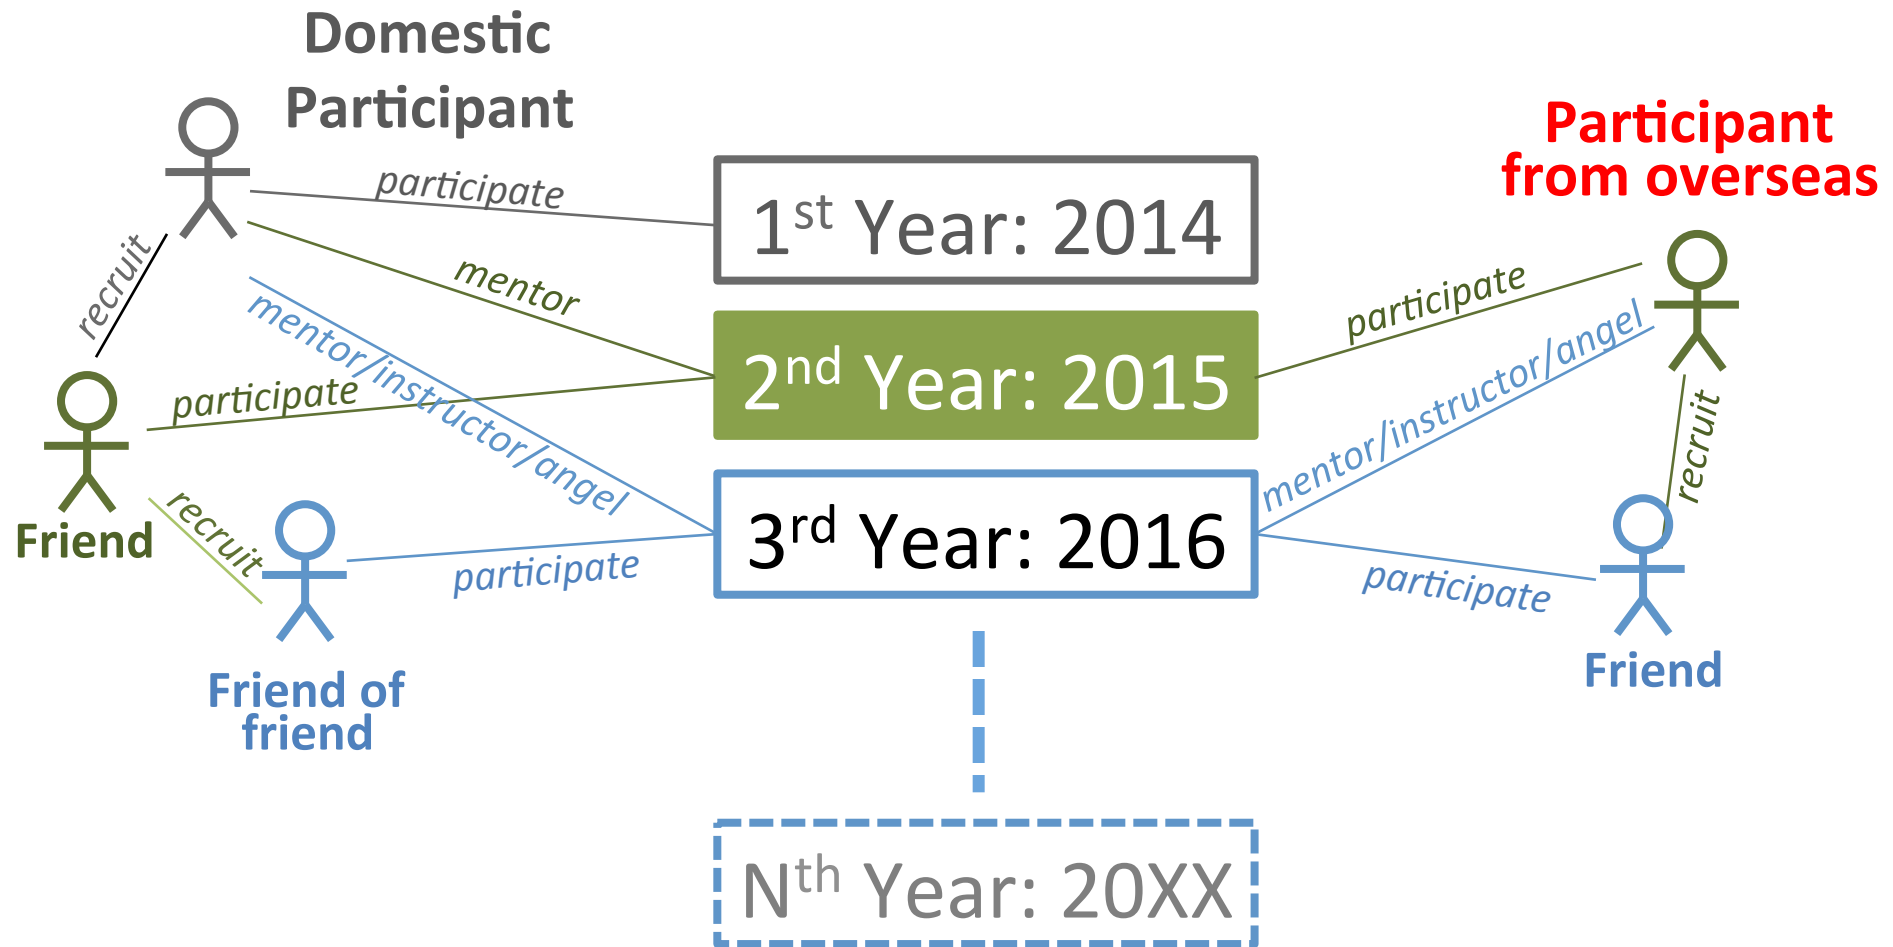 Domestic
Participant
Participant
from overseas
participate
1st Year: 2014
recruit
mentor
participate
mentor/instructor/angel
2nd Year: 2015
mentor/instructor/angel
participate
recruit
recruit
Friend
3rd Year: 2016
participate
participate
Friend
Friend of
friend
Nth Year: 20XX